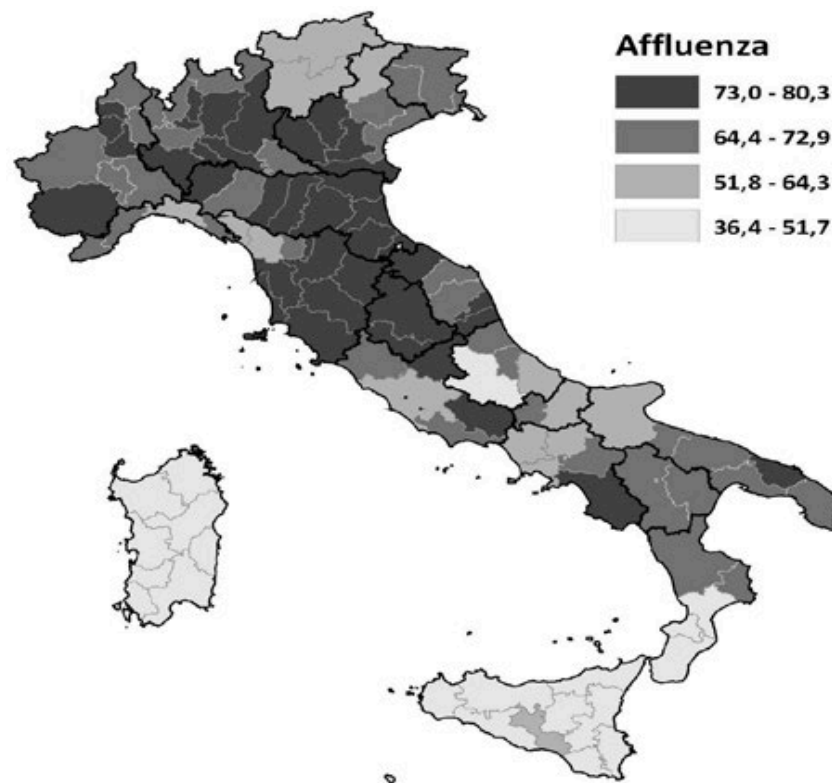 Affluenza
73,0 - 80,3
64,4 - 72,9
51,8 - 64,3
36,4 - 51,7